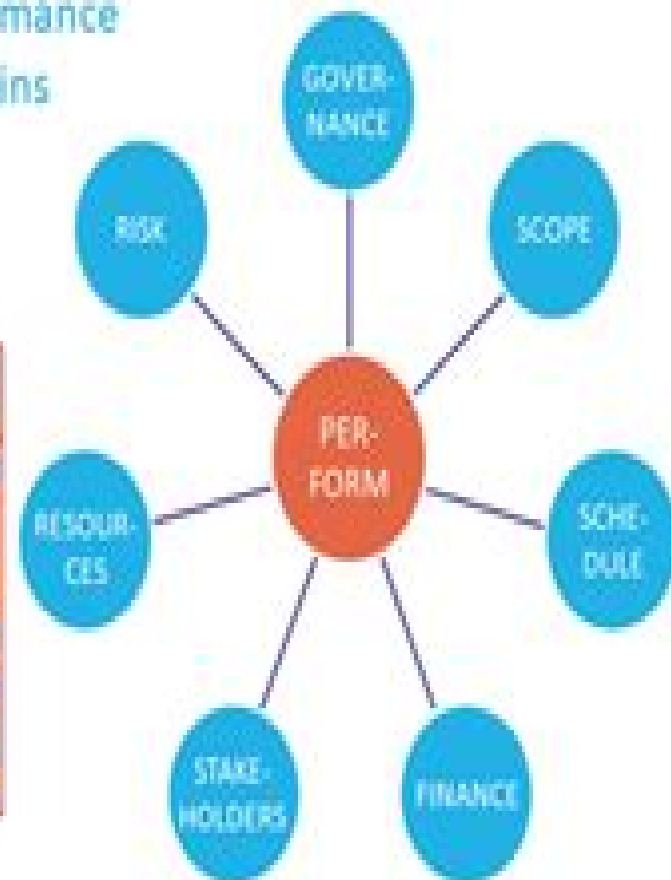 mance
ins
GOVER-
NANCE
RISK
SCOPE
PER-
FORM
RESOUR-
CES
SCHE-
DULE
STAKE-
HOLDERS
FINANCE